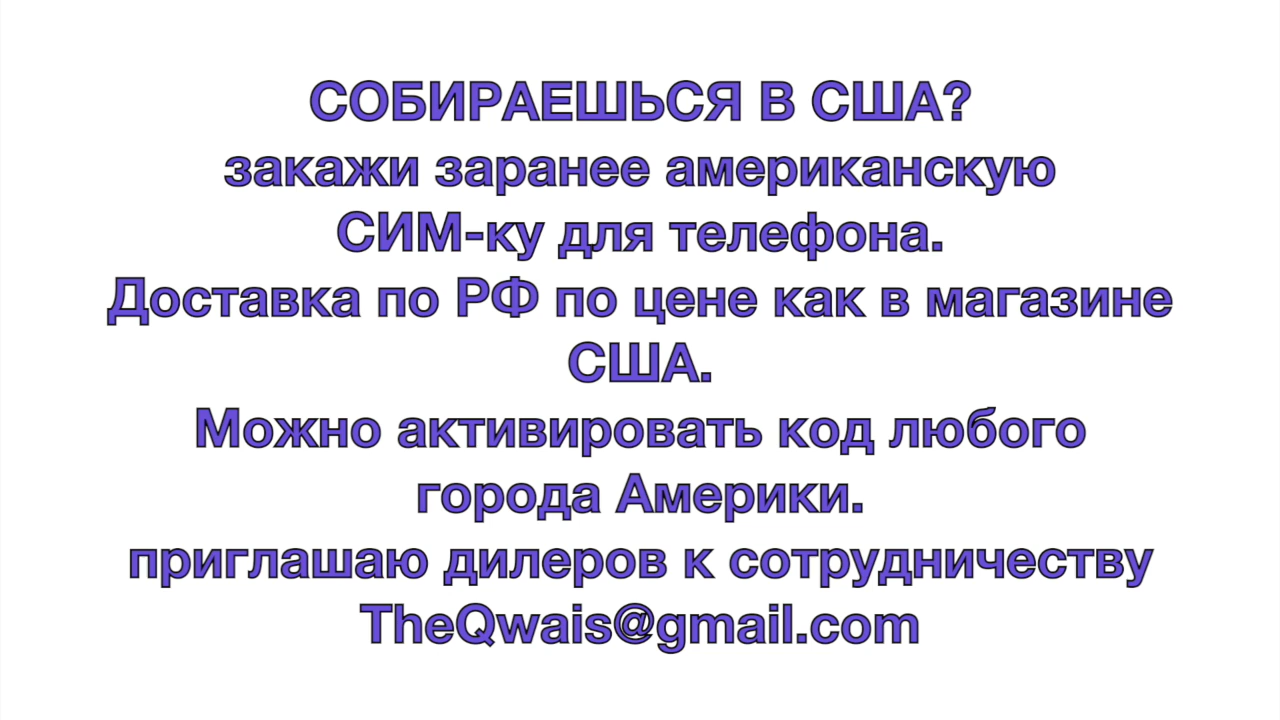 СОБИРАЕШЬСЯ В США?
закажи заранее американскую
СИМ-ку для телефона.
Доставка по РФ по цене как в магазине
США.
Можно активировать код любого
города Америки.
приглашаю дилеров к сотрудничеству
TheQwais@gmail.com